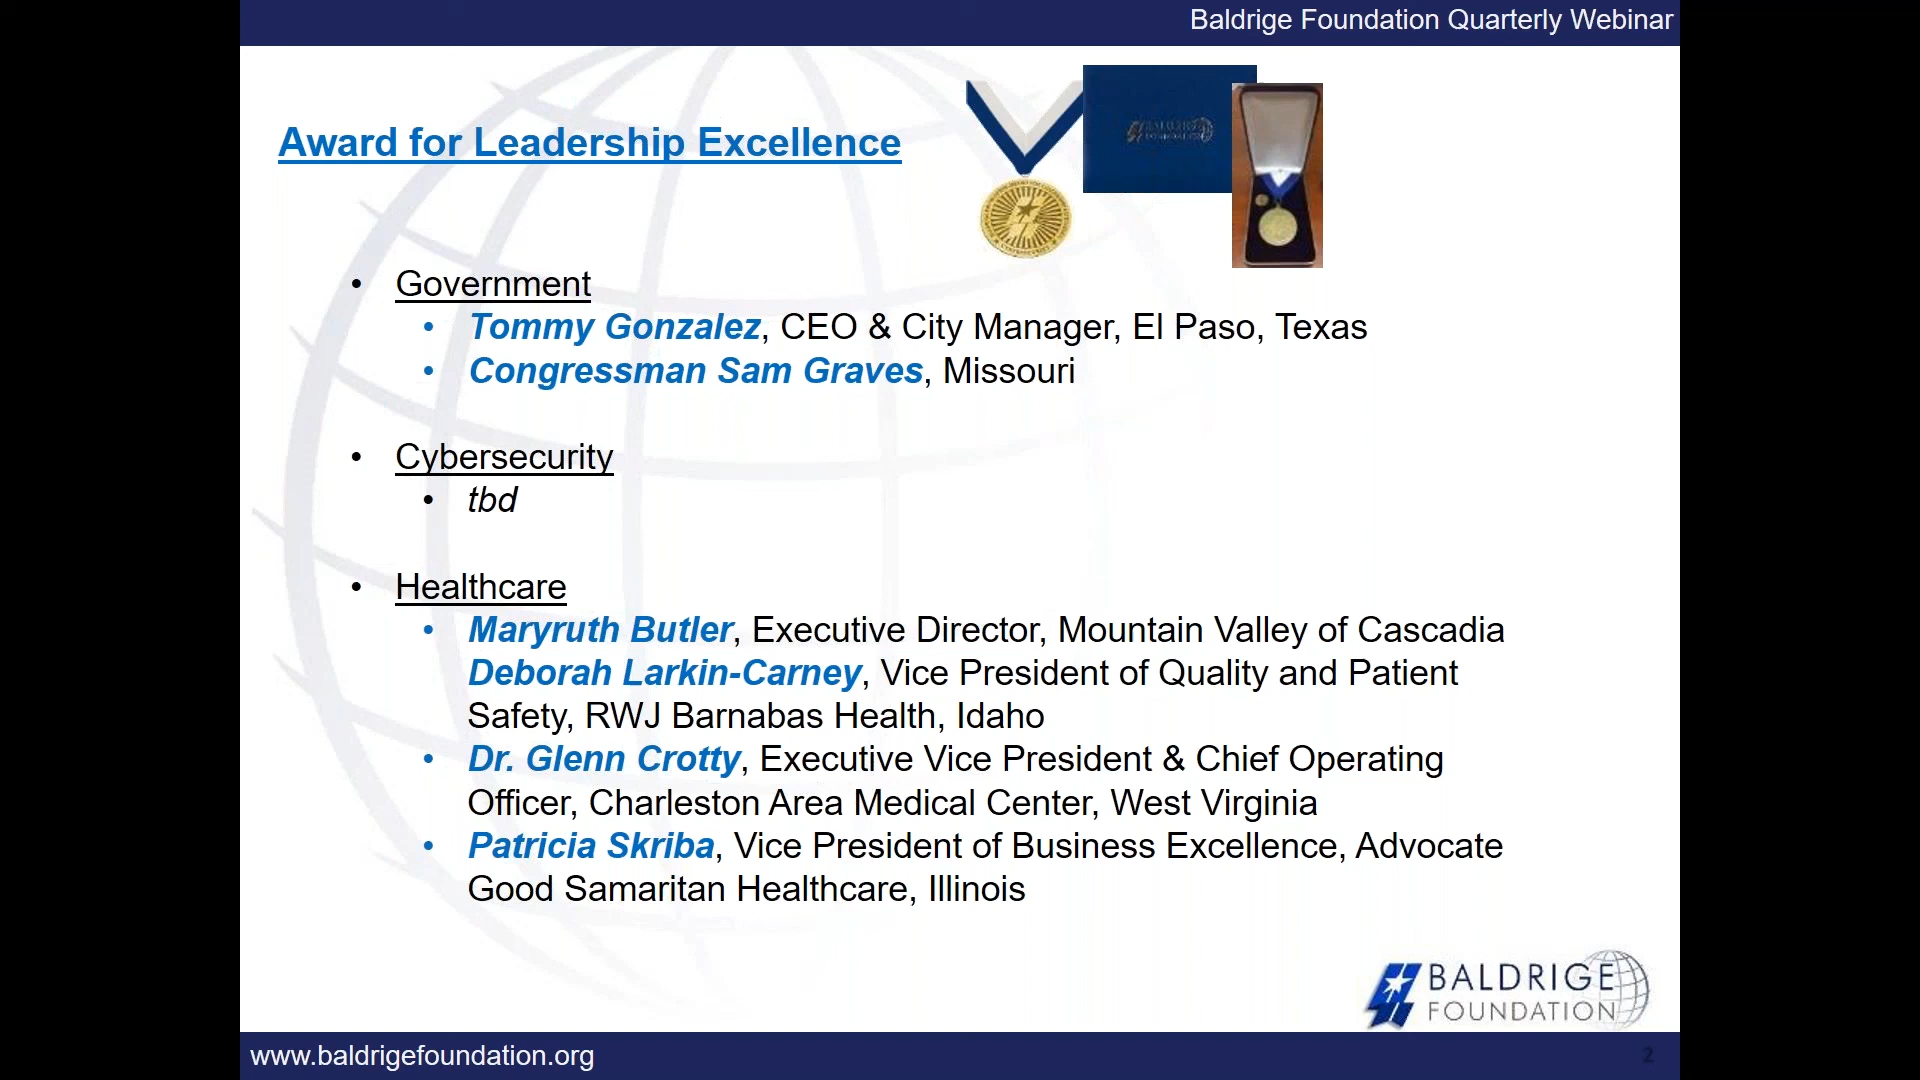 Baldrige Foundation Quarterly Webinar
Award for Leadership Excellence
BALDRIGE
FOUNDATION
• Government
• Tommy Gonzalez, CEO & City Manager, El Paso, Texas
• Congressman Sam Graves, Missouri
• Cybersecurity
• tbd
• Healthcare
• Maryruth Butler, Executive Director, Mountain Valley of Cascadia
Deborah Larkin-Carney, Vice President of Quality and Patient
Safety, RWJ Barnabas Health, Idaho
• Dr. Glenn Crotty, Executive Vice President & Chief Operating
Officer, Charleston Area Medical Center, West Virginia
• Patricia Skriba, Vice President of Business Excellence, Advocate
Good Samaritan Healthcare, Illinois
BALDRIGE
FOUNDATION
www.baldrigefoundation.org
2